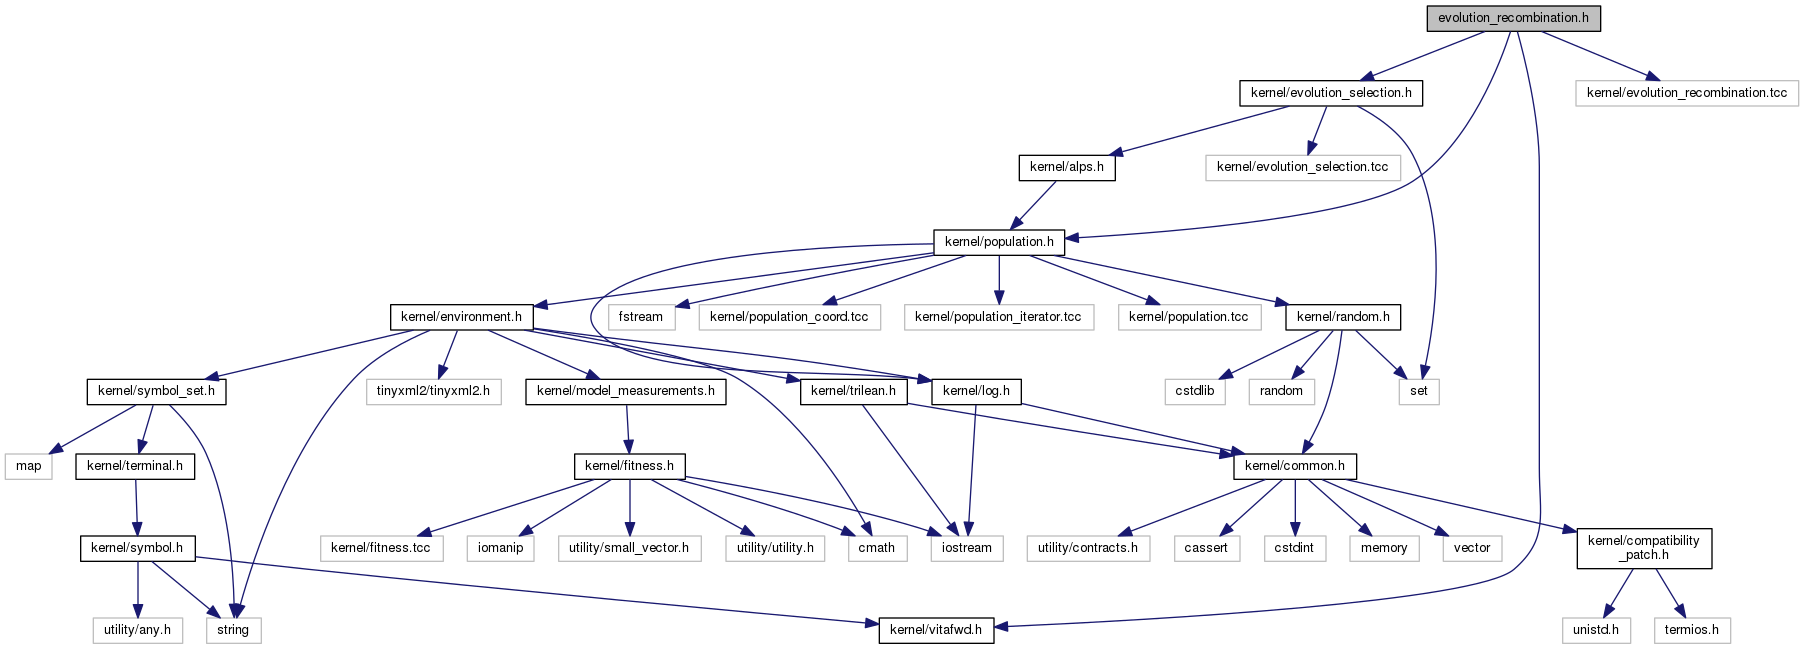 evolution_recombination.h
kernel/evolution_selection.h
kernel/evolution_recombination.tcc
kernel/alps.h
kernel/evolution_selection.tcc
kernel/population.h
kernel/environment.h
fstream
kernel/population_coord.tcc
kernel/population_iterator.tcc
kernel/population.tcc
kernel/random.h
kernel/symbol_set.h
tinyxml2/tinyxml2.h
kernel/model_measurements.h
kernel/trilean.h
kernel/log.h
cstdlib
random
set
map
kernel/terminal.h
kernel/fitness.h
kernel/common.h
kernel/symbol.h
kernel/fitness.tcc
iomanip
utility/small_vector.h
utility/utility.h
cmath
iostream
utility/contracts.h
cassert
cstdint
memory
vector
kernel/compatibility
_patch.h
utility/any.h
string
kernel/vitafwd.h
unistd.h
termios.h